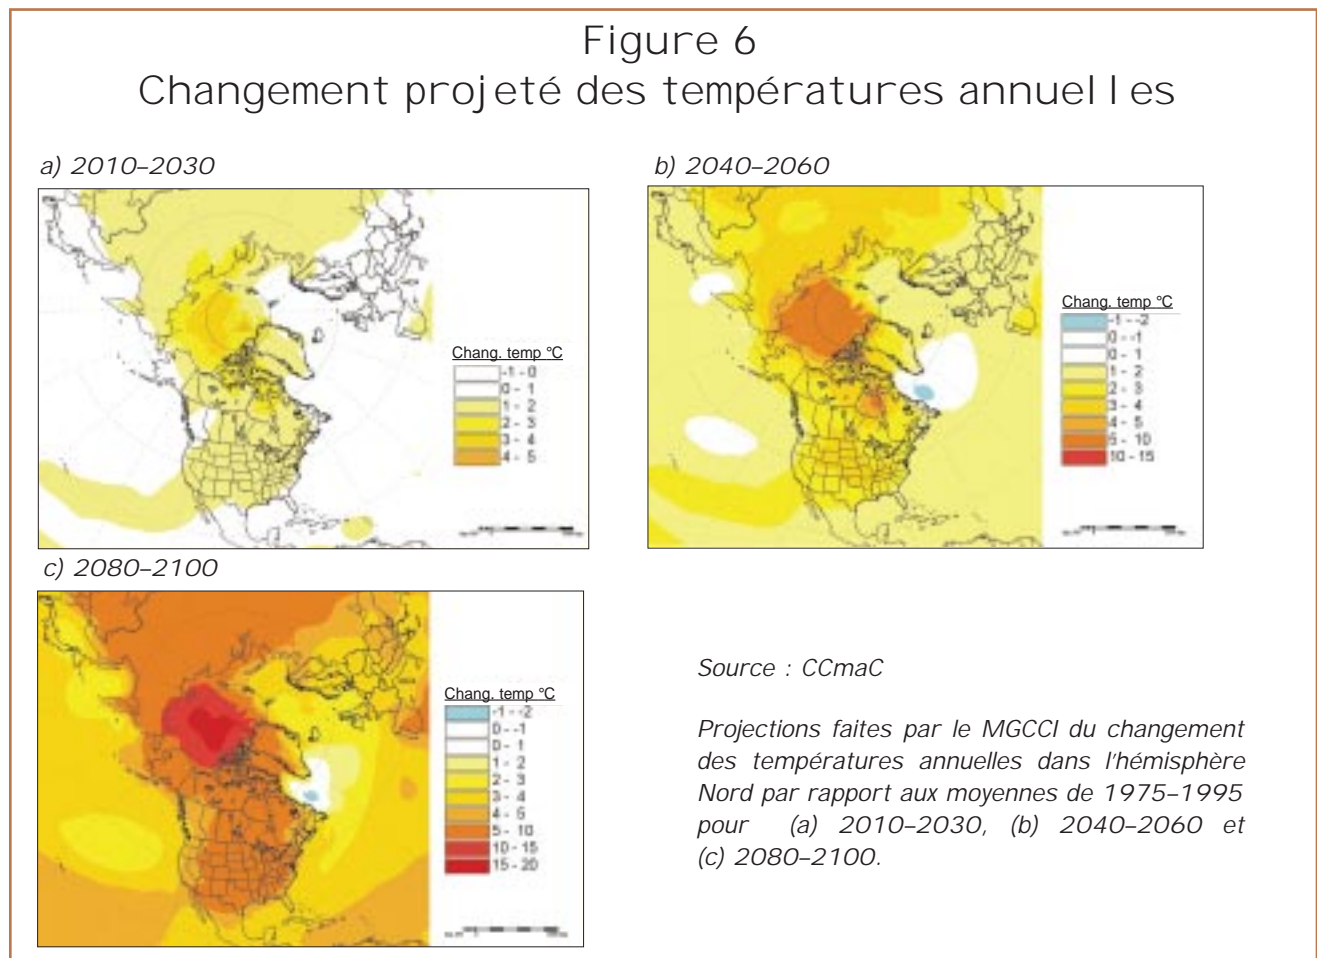 Figure 6
Changement projeté des températures annuelles
a) 2010–2030
Chang. temp °C
-1 - 0
0 - 1
1 - 2
2 - 3
3 - 4
4 - 5
b) 2040–2060
Chang. temp °C
-1 - -2
0 - -1
0 - 1
1 - 2
2 - 3
3 - 4
4 - 5
5 - 10
10 - 15
c) 2080–2100
Chang. temp °C
-1 - -2
0 - -1
0 - 1
1 - 2
2 - 3
3 - 4
4 - 5
5 - 10
10 - 15
15 - 20
Source : CCmaC
Projections faites par le MGCCI du changement
des températures annuelles dans l'hémisphère
Nord par rapport aux moyennes de 1975–1995
pour (a) 2010–2030, (b) 2040–2060 et
(c) 2080–2100.